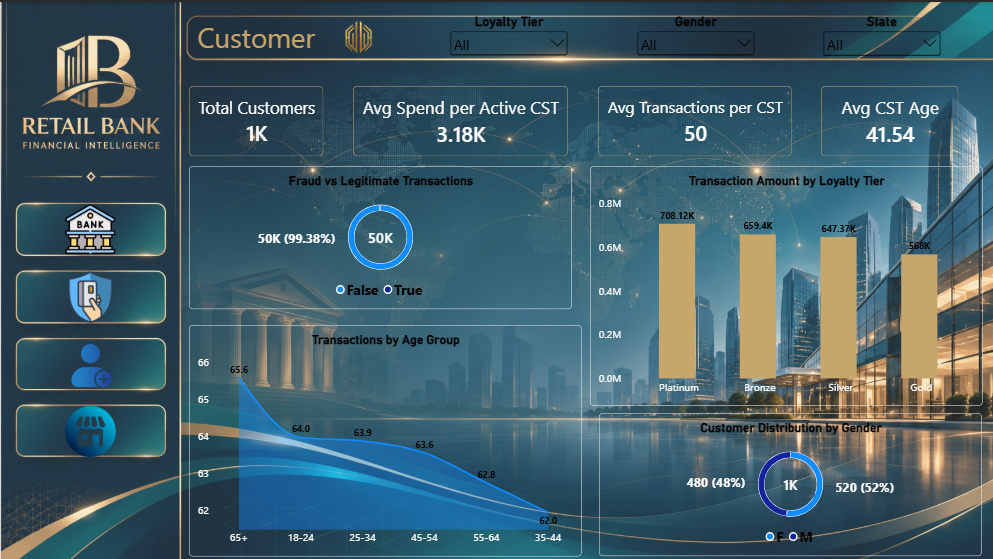 RETAIL BANK
FINANCIAL INTELLIGENCE
BANK
Customer
Loyalty Tier
All
Gender
All
State
All
Total Customers
1K
Avg Spend per Active CST
3.18K
Avg Transactions per CST
50
Avg CST Age
41.54
Fraud vs Legitimate Transactions
50K (99.38%)
50K
False True
Transaction Amount by Loyalty Tier
0.8M
0.6M
0.4M
0.2M
0.0M
708.12K
659.4K
647.37K
568K
Platinum Bronze Silver Gold
Transactions by Age Group
66
65
64
63
62
65.6
64.0
63.9
63.6
62.8
62.0
65+ 18-24 25-34 45-54 55-64 35-44
Customer Distribution by Gender
480 (48%)
1K
520 (52%)
F M